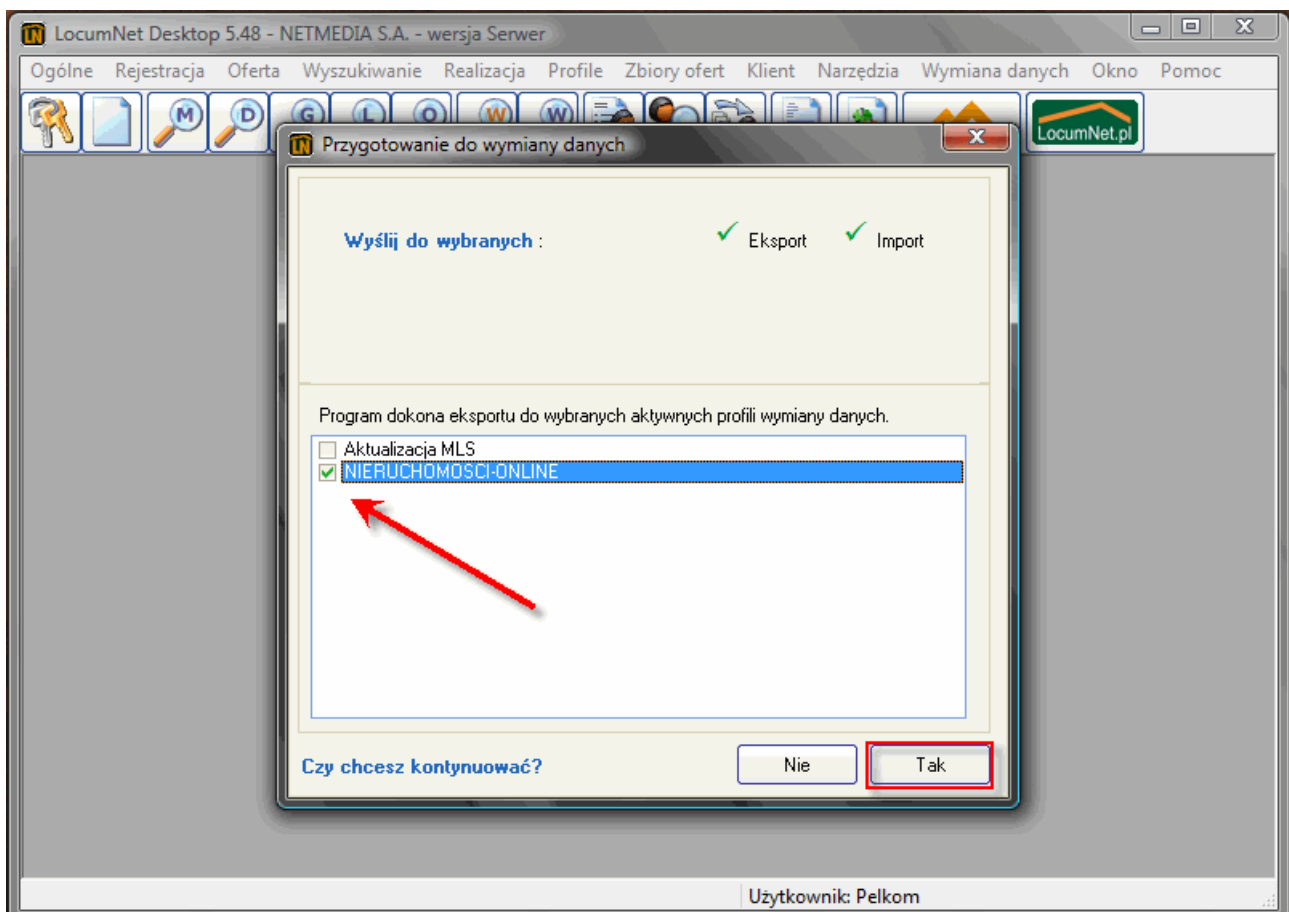 LocumNet Desktop 5.48 - NETMEDIA S.A. - wersja Serwer
Ogólne Rejestracja Oferta Wyszukiwanie Realizacja Profile Zbiory ofert Klient Narzędzia Wymiana danych Okno Pomoc
M D G L O W W LocumNet.pl
Przygotowanie do wymiany danych
Wyślij do wybranych : Eksport Import
Program dokona eksportu do wybranych aktywnych profili wymiany danych.
Aktualizacja MLS
NIERUCHOMOSCI-ONLINE
Czy chcesz kontynuować? Nie Tak
Użytkownik: Pelkom